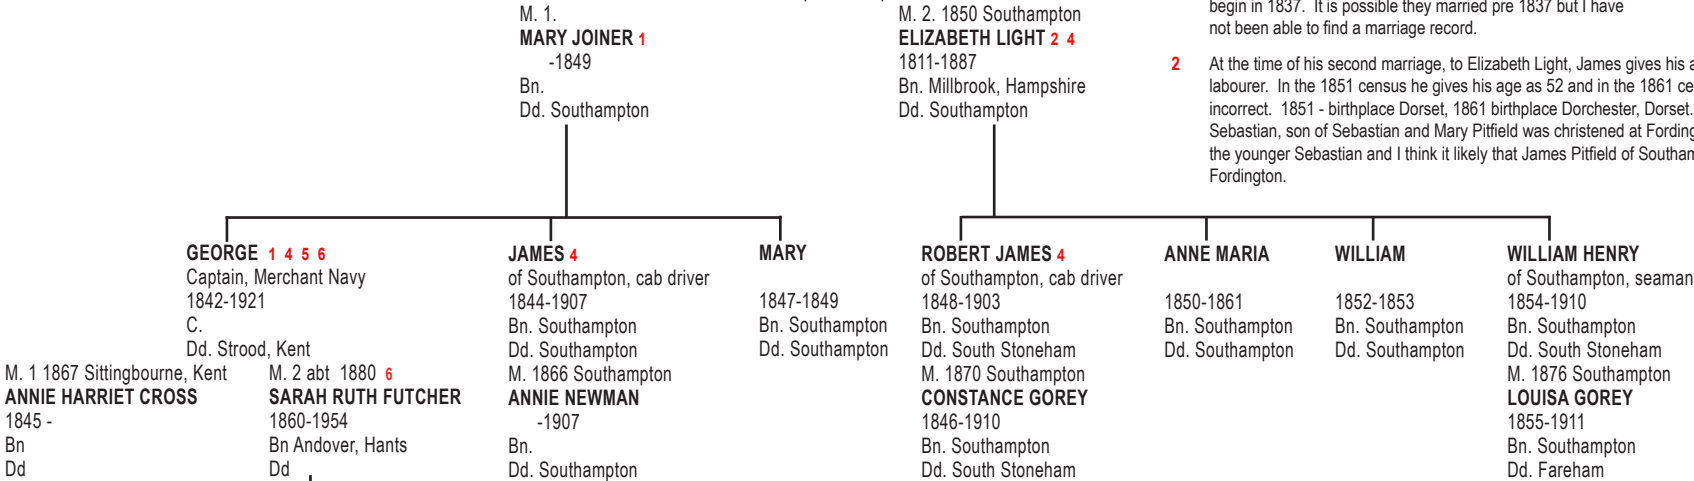 M. 1.
MARY JOINER 1
-1849
Bn.
Dd. Southampton
M. 2. 1850 Southampton
ELIZABETH LIGHT 2 4
1811-1887
Bn. Millbrook, Hampshire
Dd. Southampton
begin in 1837. It is possible they married pre 1837 but I have
not been able to find a marriage record.
2 At the time of his second marriage, to Elizabeth Light, James gives his a
labourer. In the 1851 census he gives his age as 52 and in the 1861 ce
incorrect. 1851 - birthplace Dorset, 1861 birthplace Dorchester, Dorset.
Sebastian, son of Sebastian and Mary Pitfield was christened at Fording
the younger Sebastian and I think it likely that James Pitfield of Southam
Fordington.
GEORGE 1 4 5 6
Captain, Merchant Navy
1842-1921
C.
Dd. Strood, Kent
M. 1 1867 Sittingbourne, Kent
ANNIE HARRIET CROSS
1845 -
Bn
Dd
M. 2 abt 1880 6
SARAH RUTH FUTCHER
1860-1954
Bn Andover, Hants
Dd
JAMES 4
of Southampton, cab driver
1844-1907
Bn. Southampton
Dd. Southampton
M. 1866 Southampton
ANNIE NEWMAN
-1907
Bn.
Dd. Southampton
MARY
1847-1849
Bn. Southampton
Dd. Southampton
ROBERT JAMES 4
of Southampton, cab driver
1848-1903
Bn. Southampton
Dd. South Stoneham
M. 1870 Southampton
CONSTANCE GOREY
1846-1910
Bn. Southampton
Dd. South Stoneham
ANNE MARIA
1850-1861
Bn. Southampton
Dd. Southampton
WILLIAM
1852-1853
Bn. Southampton
Dd. Southampton
WILLIAM HENRY
of Southampton, seaman
1854-1910
Bn. Southampton
Dd. South Stoneham
M. 1876 Southampton
LOUISA GOREY
1855-1911
Bn. Southampton
Dd. Fareham